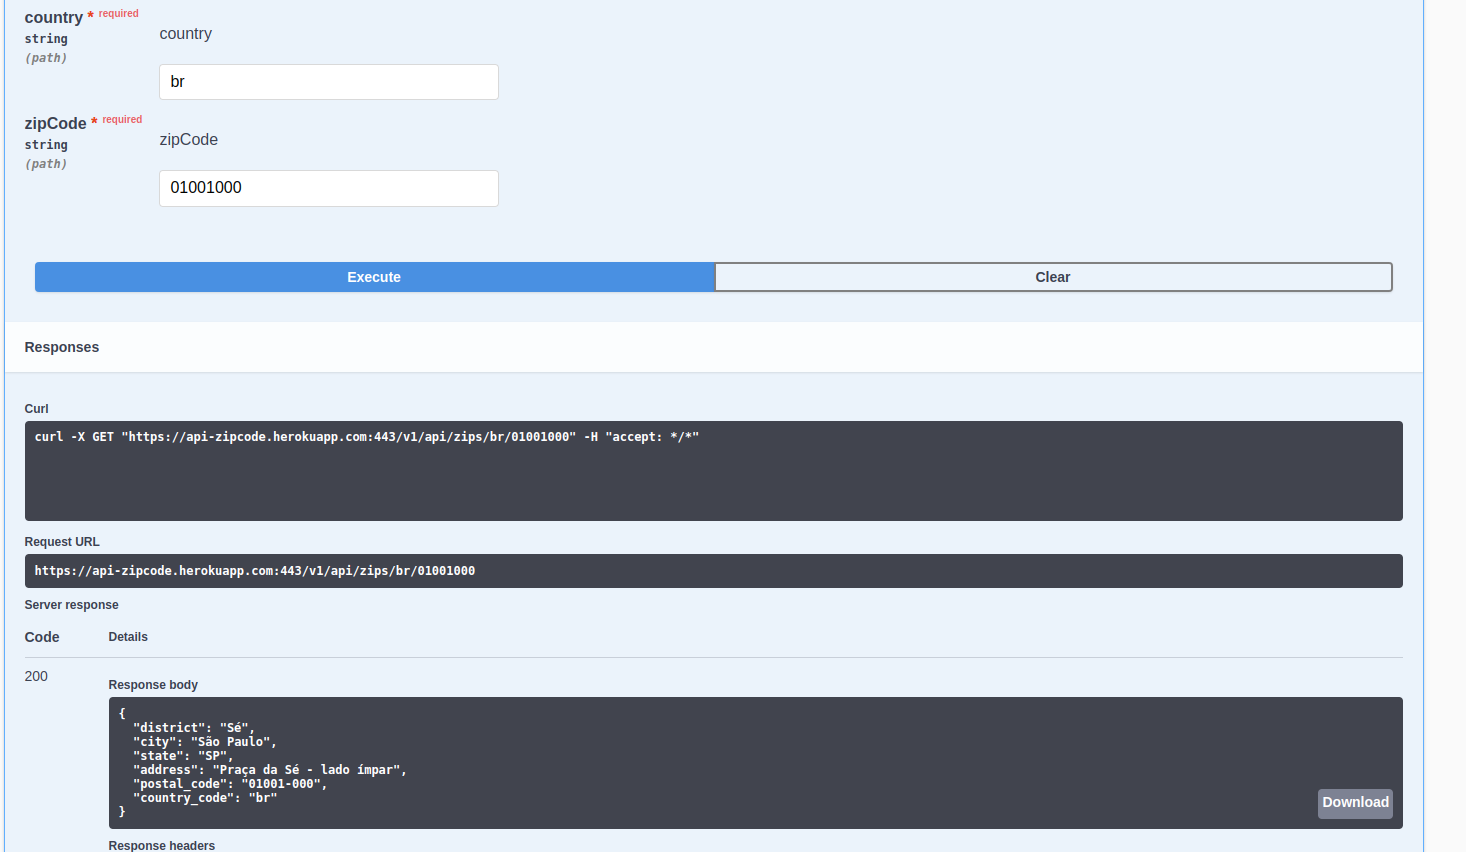 country * required
string
(path)
country
br
zipCode * required
string
(path)
zipCode
01001000
Execute
Clear
Responses
Curl
curl -X GET "https://api-zipcode.herokuapp.com:443/v1/api/zips/br/01001000" -H "accept: */*"
Request URL
https://api-zipcode.herokuapp.com:443/v1/api/zips/br/01001000
Server response
Code Details
200
Response body
{
  "district": "Sé",
  "city": "São Paulo",
  "state": "SP",
  "address": "Praça da Sé - lado ímpar",
  "postal_code": "01001-000",
  "country_code": "br"
}
Download
Response headers